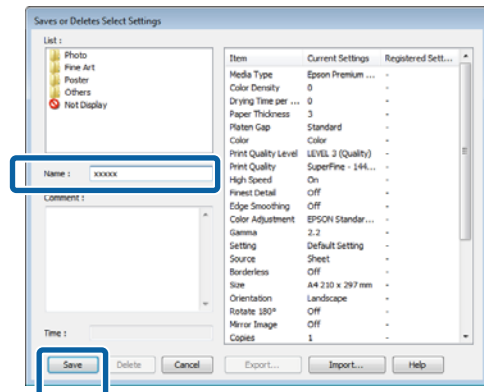 Saves or Deletes Select Settings
List :
Photo
Fine Art
Poster
Others
Not Display
Name : xxxxx
Comment :
Time :
Item Current Settings Registered Sett...
Media Type Epson Premium ... -
Color Density 0 -
Drying Time per ... 0 -
Paper Thickness 3 -
Platen Gap Standard -
Color Color -
Print Quality Level LEVEL 3 (Quality) -
Print Quality SuperFine - 144... -
High Speed On -
Finest Detail Off -
Edge Smoothing Off -
Color Adjustment EPSON Standar... -
Gamma 2.2 -
Setting Default Setting -
Source Sheet -
Borderless Off -
Size A4 210 x 297 mm -
Orientation Landscape -
Rotate 180° Off -
Mirror Image Off -
Copies 1 -
Save Delete Cancel Export... Import... Help